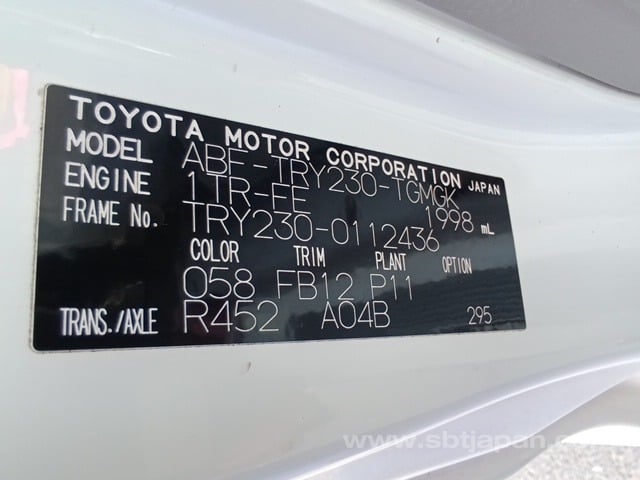 TOYOTA MOTOR CORPORATION JAPAN
MODEL ABF-TRY230-TGMGK
ENGINE 1TR-FE 1998 mL
FRAME No. TRY230-0112436
COLOR TRIM PLANT OPTION
058 FB12 P11
TRANS./AXLE R452 A04B 295
www.sbtjapan.c